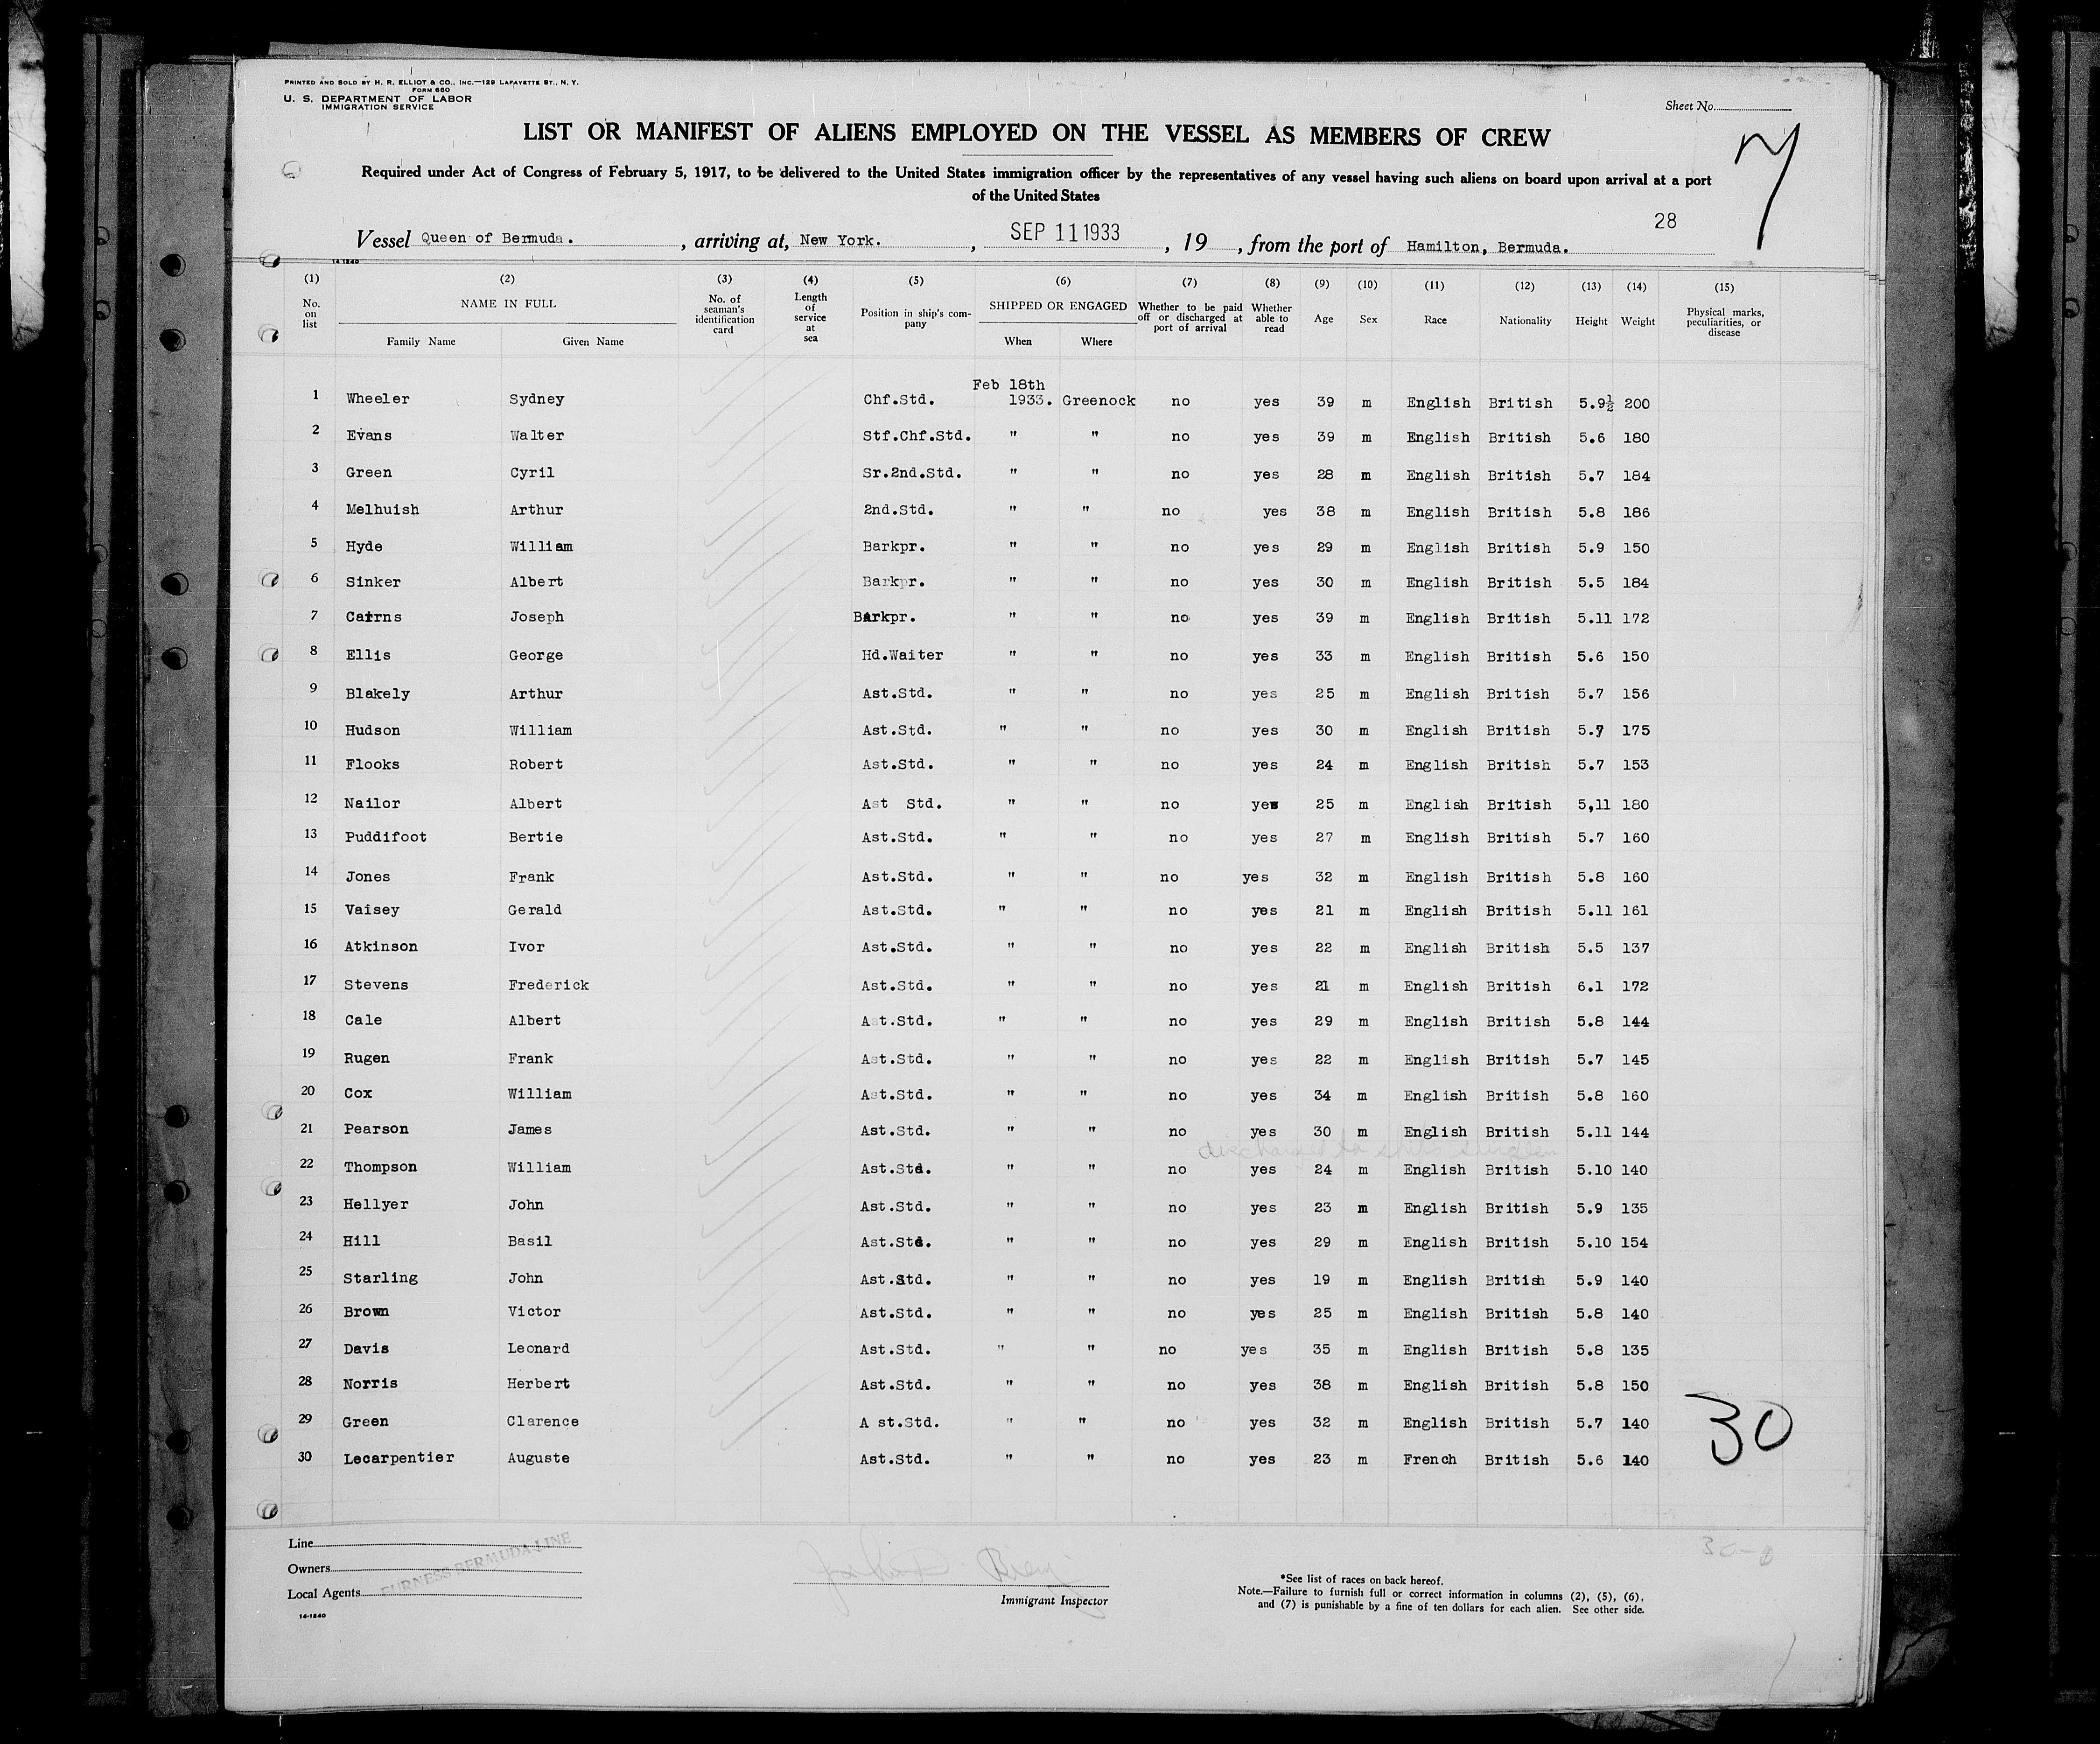 PRINTED AND SOLD BY H. R. ELLIOT & CO., INC.—129 LAFAYETTE ST., N. Y.
FORM 680
U. S. DEPARTMENT OF LABOR
IMMIGRATION SERVICE
Sheet No.
LIST OR MANIFEST OF ALIENS EMPLOYED ON THE VESSEL AS MEMBERS OF CREW
7
Required under Act of Congress of February 5, 1917, to be delivered to the United States immigration officer by the representatives of any vessel having such aliens on board upon arrival at a port
of the United States
28
Vessel Queen of Bermuda. , arriving at, New York. , SEP 11 1933 , 19 , from the port of Hamilton, Bermuda.
14-1240
(1) (2) (3) (4) (5) (6) (7) (8) (9) (10) (11) (12) (13) (14) (15)
No. on list NAME IN FULL Family Name Given Name No. of seaman's identification card Length of service at sea Position in ship's company SHIPPED OR ENGAGED When Where Whether to be paid off or discharged at port of arrival Whether able to read Age Sex Race Nationality Height Weight Physical marks, peculiarities, or disease
Feb 18th
1 Wheeler Sydney Chf.Std. 1933. Greenock no yes 39 m English British 5.9½ 200
2 Evans Walter Stf.Chf.Std. " " no yes 39 m English British 5.6 180
3 Green Cyril Sr.2nd.Std. " " no yes 28 m English British 5.7 184
4 Melhuish Arthur 2nd.Std. " " no yes 38 m English British 5.8 186
5 Hyde William Barkpr. " " no yes 29 m English British 5.9 150
6 Sinker Albert Barkpr. " " no yes 30 m English British 5.5 184
7 Cairns Joseph Barkpr. " " no yes 39 m English British 5.11 172
8 Ellis George Hd.Waiter " " no yes 33 m English British 5.6 150
9 Blakely Arthur Ast.Std. " " no yes 25 m English British 5.7 156
10 Hudson William Ast.Std. " " no yes 30 m English British 5.7 175
11 Flooks Robert Ast.Std. " " no yes 24 m English British 5.7 153
12 Nailor Albert Ast Std. " " no yes 25 m English British 5,11 180
13 Puddifoot Bertie Ast.Std. " " no yes 27 m English British 5.7 160
14 Jones Frank Ast.Std. " " no yes 32 m English British 5.8 160
15 Vaisey Gerald Ast.Std. " " no yes 21 m English British 5.11 161
16 Atkinson Ivor Ast.Std. " " no yes 22 m English British 5.5 137
17 Stevens Frederick Ast.Std. " " no yes 21 m English British 6.1 172
18 Cale Albert Ast.Std. " " no yes 29 m English British 5.8 144
19 Rugen Frank Ast.Std. " " no yes 22 m English British 5.7 145
20 Cox William Ast.Std. " " no yes 34 m English British 5.8 160
21 Pearson James Ast.Std. " " no yes 30 m English British 5.11 144
22 Thompson William Ast.Std. " " no yes 24 m English British 5.10 140
23 Hellyer John Ast.Std. " " no yes 23 m English British 5.9 135
24 Hill Basil Ast.Std. " " no yes 29 m English British 5.10 154
25 Starling John Ast.Std. " " no yes 19 m English British 5.9 140
26 Brown Victor Ast.Std. " " no yes 25 m English British 5.8 140
27 Davis Leonard Ast.Std. " " no yes 35 m English British 5.8 135
28 Norris Herbert Ast.Std. " " no yes 38 m English British 5.8 150
29 Green Clarence A st.Std. " " no yes 32 m English British 5.7 140
30 Lecarpentier Auguste Ast.Std. " " no yes 23 m French British 5.6 140
30
Line
Owners
Local Agents
FURNESS BERMUDA LINE
14-1240
Immigrant Inspector
*See list of races on back hereof.
Note.—Failure to furnish full or correct information in columns (2), (5), (6),
and (7) is punishable by a fine of ten dollars for each alien. See other side.